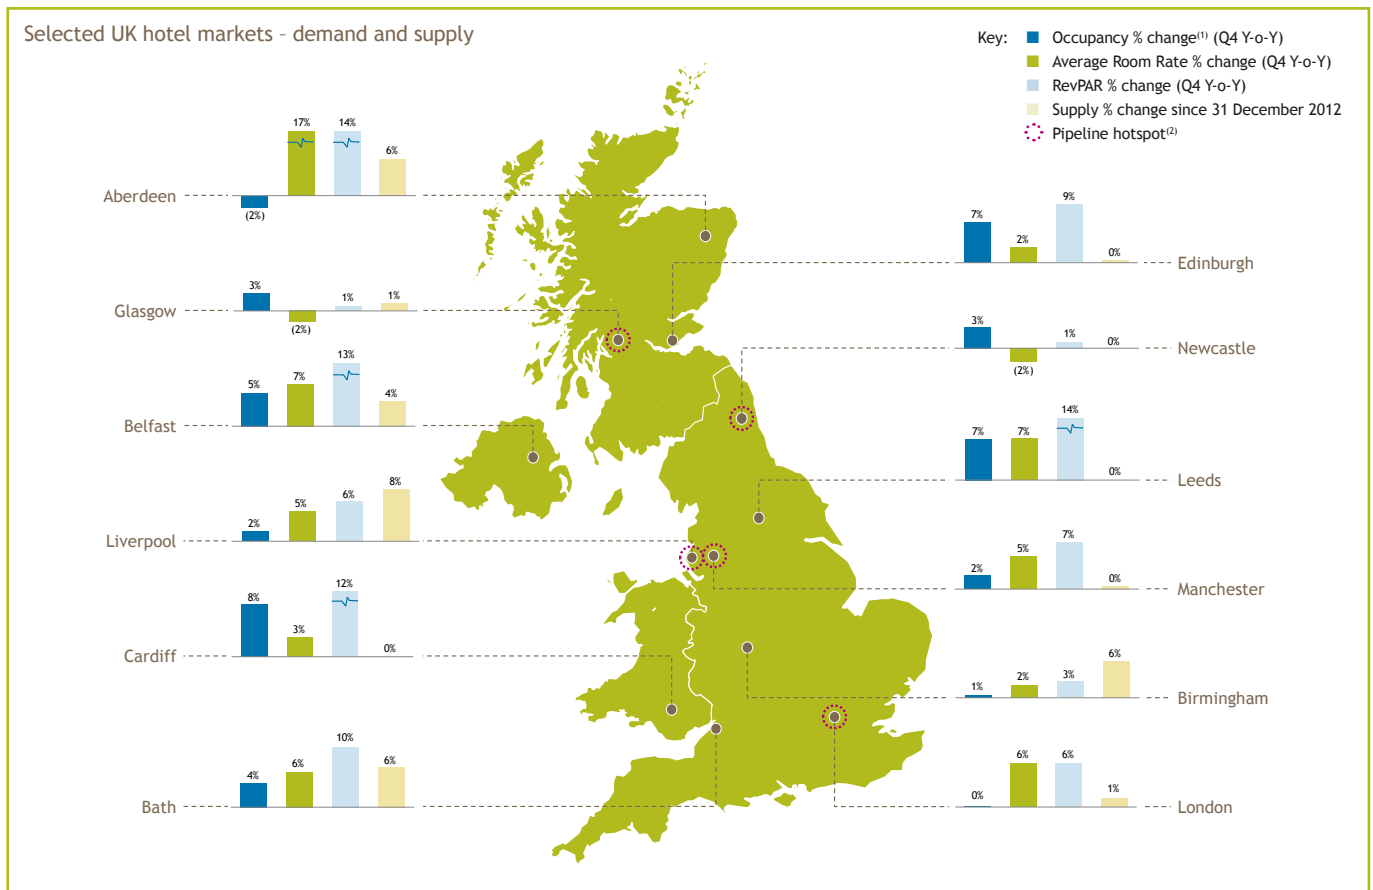 Selected UK hotel markets – demand and supply
Key:
Occupancy % change(1) (Q4 Y-o-Y)
Average Room Rate % change (Q4 Y-o-Y)
RevPAR % change (Q4 Y-o-Y)
Supply % change since 31 December 2012
Pipeline hotspot(2)
Aberdeen
(2%)
17%
14%
6%
Glasgow
3%
(2%)
1%
1%
Belfast
5%
7%
13%
4%
Liverpool
2%
5%
6%
8%
Cardiff
8%
3%
12%
0%
Bath
4%
6%
10%
6%
7%
2%
9%
0%
Edinburgh
3%
(2%)
1%
0%
Newcastle
7%
7%
14%
0%
Leeds
2%
5%
7%
0%
Manchester
1%
2%
3%
6%
Birmingham
0%
6%
6%
1%
London